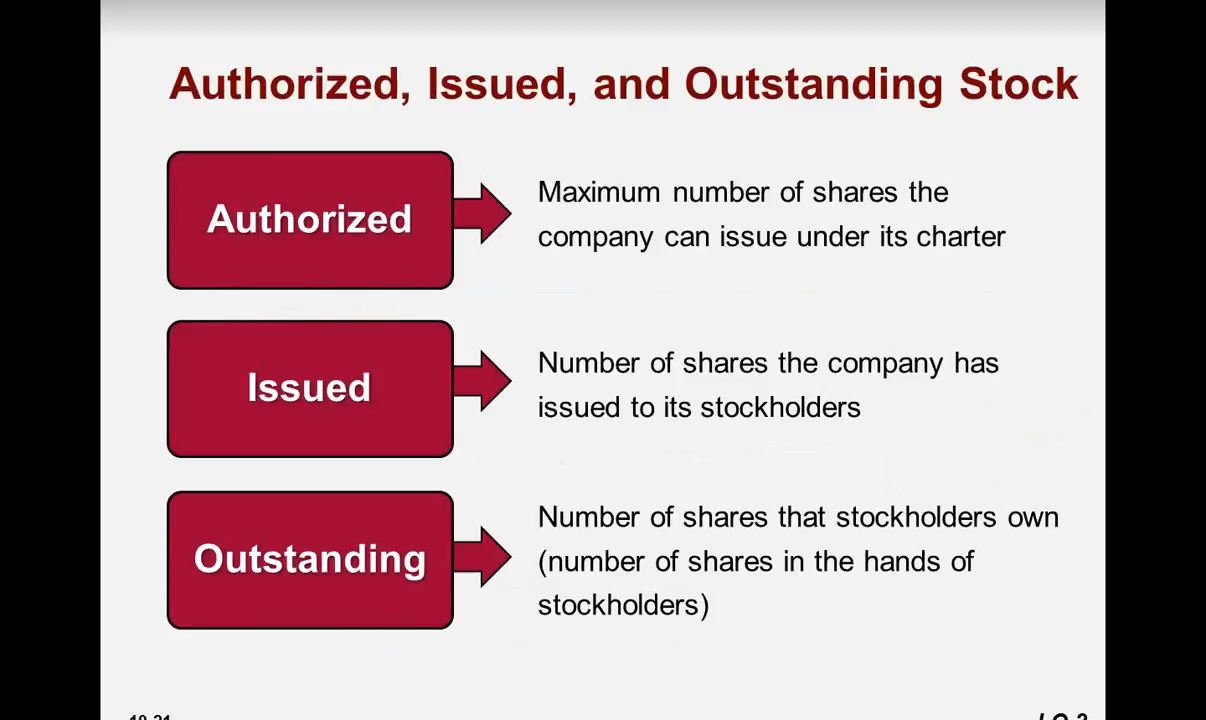 Authorized, Issued, and Outstanding Stock
Authorized
Maximum number of shares the
company can issue under its charter
Issued
Number of shares the company has
issued to its stockholders
Outstanding
Number of shares that stockholders own
(number of shares in the hands of
stockholders)